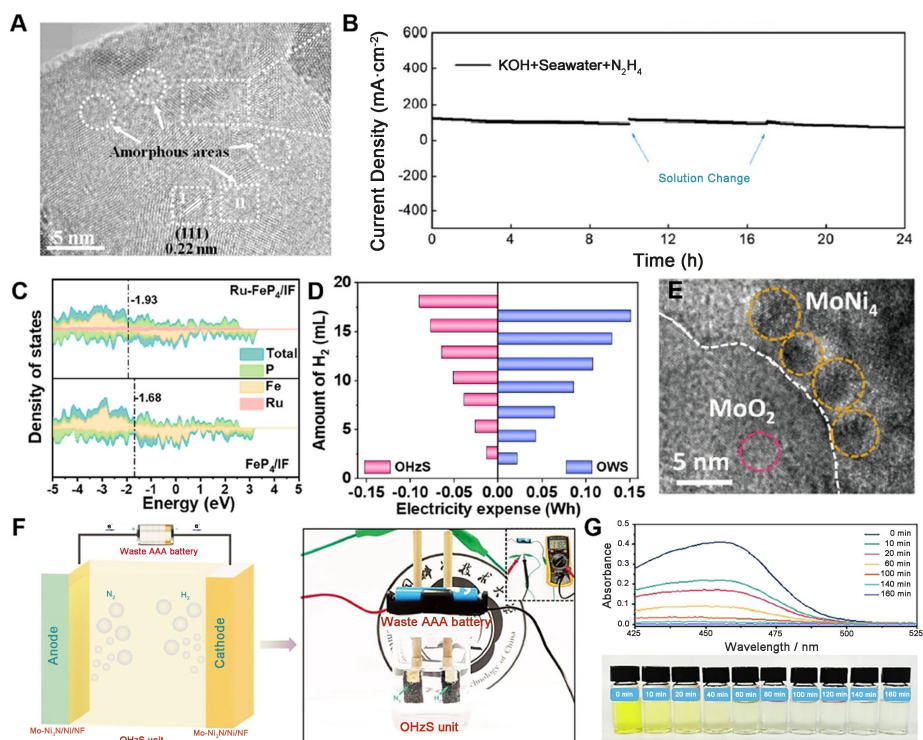 A
Amorphous areas
I
II
(111)
0.22 nm
5 nm
B
Current Density (mA·cm⁻²)
600
400
200
0
-200
-400
KOH+Seawater+N₂H₄
Solution Change
0 4 8 12 16 20 24
Time (h)
C
Density of states
-1.93
Ru-FeP₄/IF
Total
P
Fe
Ru
-1.68
FeP₄/IF
-5 -4 -3 -2 -1 0 1 2 3 4 5
Energy (eV)
D
Amount of H₂ (mL)
20
15
10
5
0
OHzS
OWS
-0.15 -0.10 -0.05 0.00 0.05 0.10 0.15
Electricity expense (Wh)
E
MoNi₄
MoO₂
5 nm
F
e⁻ e⁻
Waste AAA battery
N₂
H₂
Anode
Cathode
Mo-Ni₃N/Ni/NF
Mo-Ni₃N/Ni/NF
OHzS unit
Waste AAA battery
nology of China
N₂
H₂
OHzS unit
G
Absorbance
0.5
0.4
0.3
0.2
0.1
0.0
0 min
10 min
20 min
60 min
100 min
140 min
160 min
425 450 475 500 525
Wavelength / nm
0 min 10 min 20 min 40 min 60 min 80 min 100 min 120 min 140 min 160 min